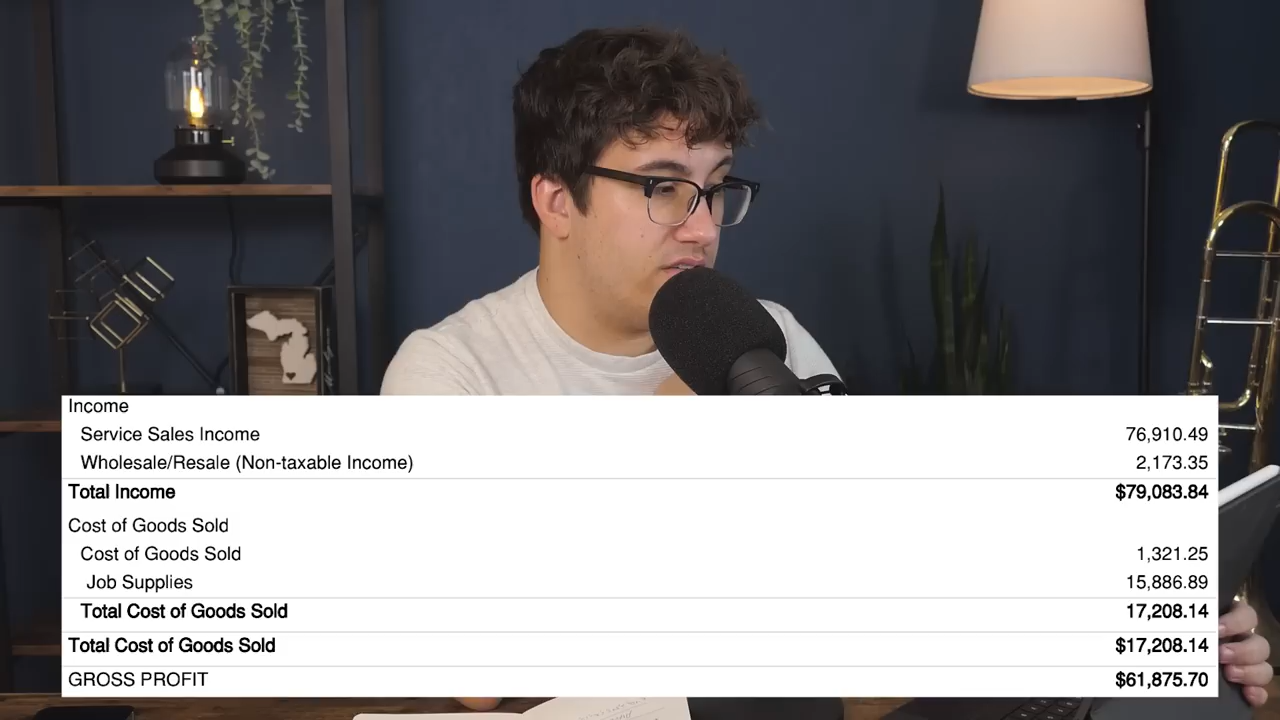 Income
Service Sales Income 76,910.49
Wholesale/Resale (Non-taxable Income) 2,173.35
Total Income $79,083.84
Cost of Goods Sold
Cost of Goods Sold 1,321.25
Job Supplies 15,886.89
Total Cost of Goods Sold 17,208.14
Total Cost of Goods Sold $17,208.14
GROSS PROFIT $61,875.70